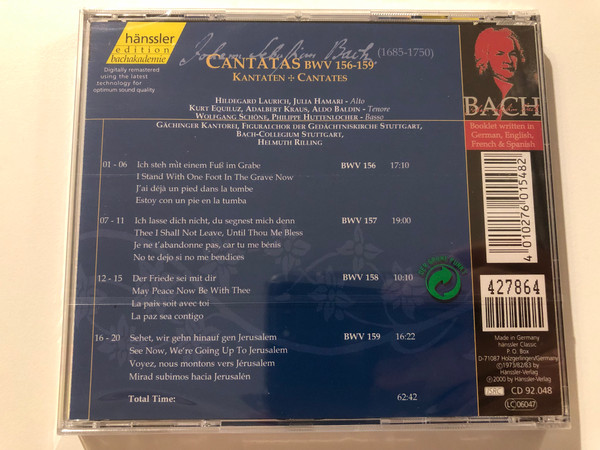 hänssler
edition
bachakademie
Digitally remastered
using the latest
technology for
optimum sound quality
Johann Sebastian Bach (1685-1750)
CANTATAS BWV 156-159
KANTATEN + CANTATES
HILDEGARD LAURICH, JULIA HAMARI - Alto
KURT EQUILUZ, ADALBERT KRAUS, ALDO BALDIN - Tenore
WOLFGANG SCHÖNE, PHILIPPE HUTTENLOCHER - Basso
GÄCHINGER KANTOREI, FIGURALCHOR DER GEDÄCHTNISKIRCHE STUTTGART,
BACH-COLLEGIUM STUTTGART,
HELMUTH RILLING
01 - 06 Ich steh mit einem Fuß im Grabe BWV 156 17:10
I Stand With One Foot In The Grave Now
J'ai déjà un pied dans la tombe
Estoy con un pie en la tumba
07 - 11 Ich lasse dich nicht, du segnest mich denn BWV 157 19:00
Thee I Shall Not Leave, Until Thou Me Bless
Je ne t'abandonne pas, car tu me bénis
No te dejo si no me bendices
12 - 15 Der Friede sei mit dir BWV 158 10:10
May Peace Now Be With Thee
La paix soit avec toi
La paz sea contigo
16 - 20 Sehet, wir gehn hinauf gen Jerusalem BWV 159 16:22
See Now, We're Going Up To Jerusalem
Voyez, nous montons vers Jérusalem
Mirad subimos hacia Jerusalén
Total Time: 62:42
BACH
Booklet written in
German, English,
French & Spanish
4 010276 015482
427864
Made in Germany
hänssler Classic
P.O. Box
D-71087 Holzgerlingen/Germany
Ⓟ1973/82/83 by
Hänssler-Verlag
©2000 by Hänssler-Verlag
ISRC CD 92.048
LC 06047